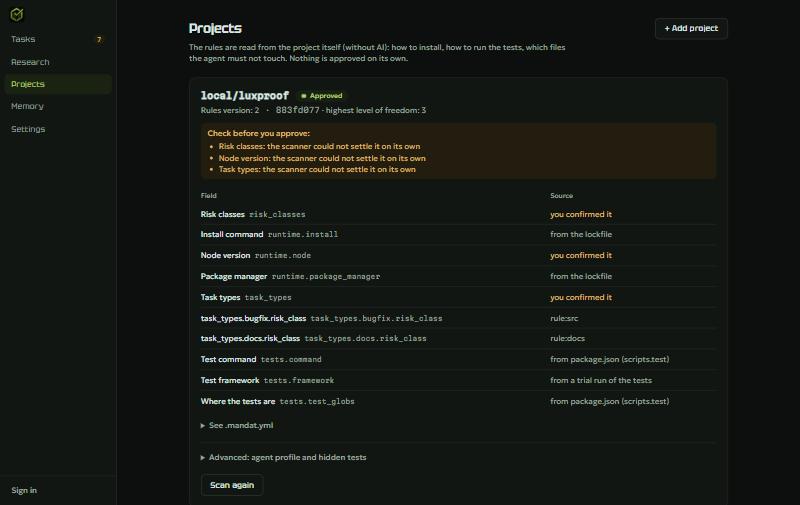 Tasks 7
Research
Projects
Memory
Settings
Sign in
Projects
+ Add project
The rules are read from the project itself (without AI): how to install, how to run the tests, which files
the agent must not touch. Nothing is approved on its own.
local/luxproof Approved
Rules version: 2 · 883fd077 · highest level of freedom: 3
Check before you approve:
• Risk classes: the scanner could not settle it on its own
• Node version: the scanner could not settle it on its own
• Task types: the scanner could not settle it on its own
Field Source
Risk classes risk_classes you confirmed it
Install command runtime.install from the lockfile
Node version runtime.node you confirmed it
Package manager runtime.package_manager from the lockfile
Task types task_types you confirmed it
task_types.bugfix.risk_class task_types.bugfix.risk_class rule:src
task_types.docs.risk_class task_types.docs.risk_class rule:docs
Test command tests.command from package.json (scripts.test)
Test framework tests.framework from a trial run of the tests
Where the tests are tests.test_globs from package.json (scripts.test)
▸ See .mandat.yml
▸ Advanced: agent profile and hidden tests
Scan again